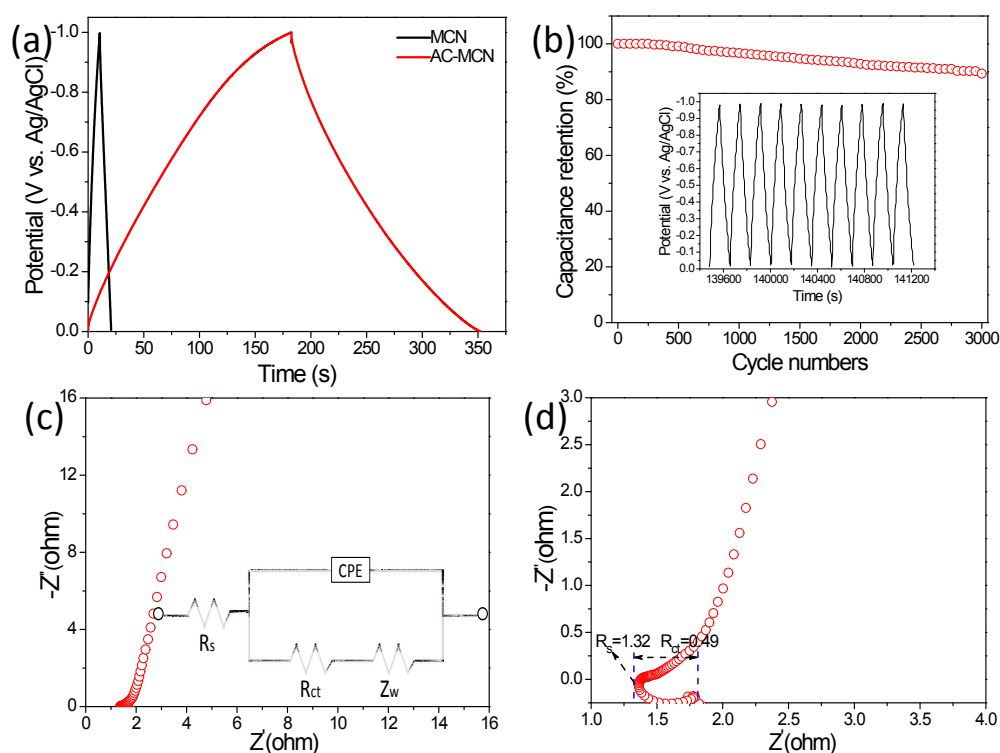 (a)
MCN
AC-MCN
Potential (V vs. Ag/AgCl)
-1.0
-0.8
-0.6
-0.4
-0.2
0.0
0 50 100 150 200 250 300 350
Time (s)
(b)
Capacitance retention (%)
100
80
60
40
20
0
0 500 1000 1500 2000 2500 3000
Cycle numbers
Potential (V vs. Ag/AgCl)
-1.0
-0.9
-0.8
-0.7
-0.6
-0.5
-0.4
-0.3
-0.2
-0.1
0.0
139600 140000 140400 140800 141200
Time (s)
(c)
-Z''(ohm)
16
12
8
4
0
0 2 4 6 8 10 12 14 16
Z'(ohm)
CPE
Rs
Rct
Zw
(d)
-Z''(ohm)
3.0
2.5
2.0
1.5
1.0
0.5
0.0
Rs=1.32 Rct=0.49
1.0 1.5 2.0 2.5 3.0 3.5 4.0
Z'(ohm)